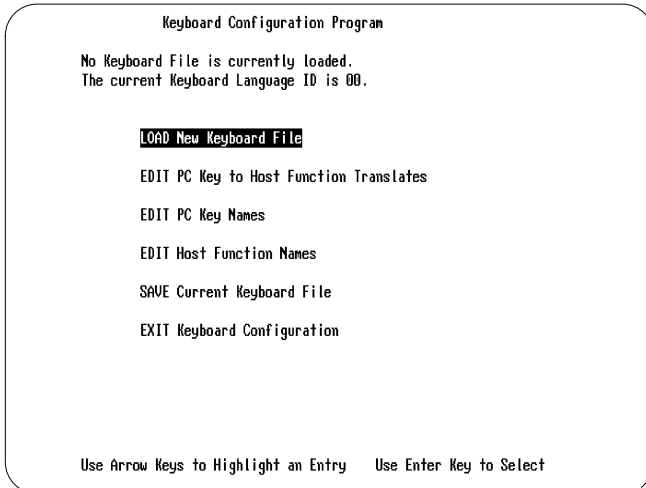 Keyboard Configuration Program
No Keyboard File is currently loaded.
The current Keyboard Language ID is 00.
LOAD New Keyboard File
EDIT PC Key to Host Function Translates
EDIT PC Key Names
EDIT Host Function Names
SAVE Current Keyboard File
EXIT Keyboard Configuration
Use Arrow Keys to Highlight an Entry Use Enter Key to Select